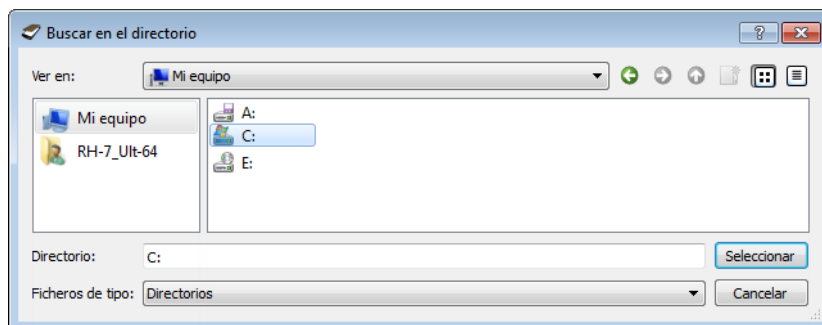 Buscar en el directorio
Ver en:
Mi equipo
Mi equipo
RH-7_Ult-64
A:
C:
E:
Directorio:
C:
Seleccionar
Ficheros de tipo:
Directorios
Cancelar